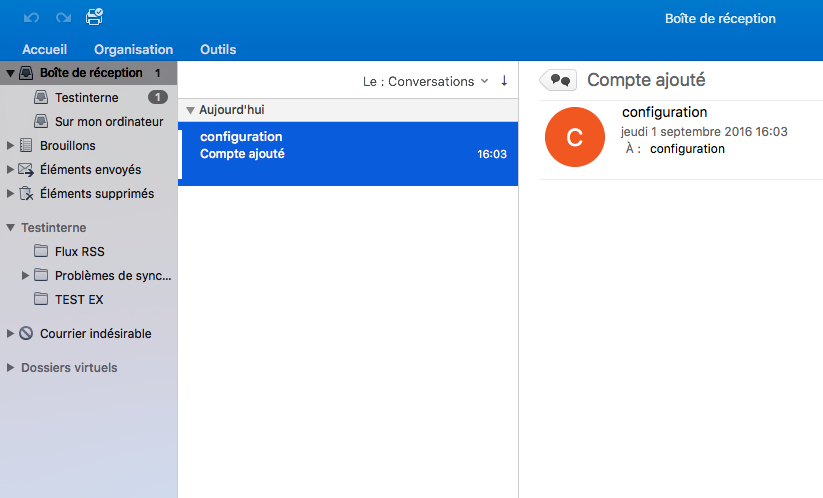 Boîte de réception
Accueil Organisation Outils
Boîte de réception 1
Testinterne 1
Sur mon ordinateur
Brouillons
Éléments envoyés
Éléments supprimés
Testinterne
Flux RSS
Problèmes de sync...
TEST EX
Courrier indésirable
Dossiers virtuels
Le : Conversations
Aujourd'hui
configuration
Compte ajouté 16:03
Compte ajouté
C
configuration
jeudi 1 septembre 2016 16:03
À : configuration